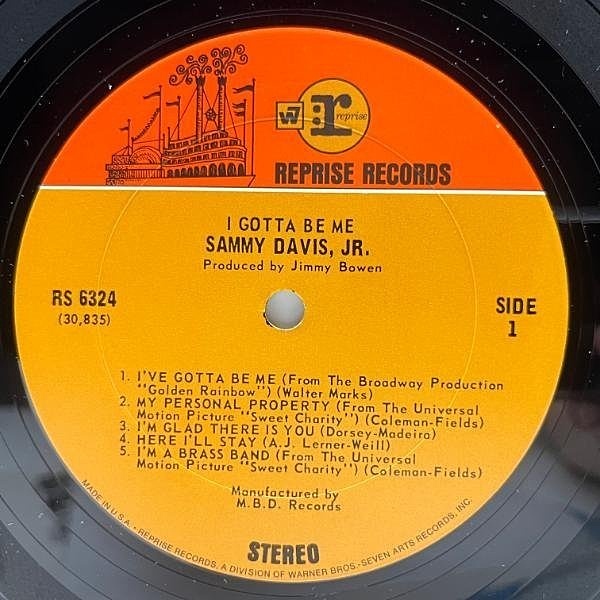 W7
r:reprise
REPRISE RECORDS
I GOTTA BE ME
SAMMY DAVIS, JR.
Produced by Jimmy Bowen
RS 6324
(30,835)
SIDE
1
1. I'VE GOTTA BE ME (From The Broadway Production
"Golden Rainbow") (Walter Marks)
2. MY PERSONAL PROPERTY (From The Universal
Motion Picture "Sweet Charity") (Coleman-Fields)
3. I'M GLAD THERE IS YOU (Dorsey-Madeira)
4. HERE I'LL STAY (A.J. Lerner-Weill)
5. I'M A BRASS BAND (From The Universal
Motion Picture "Sweet Charity") (Coleman-Fields)
Manufactured by
M.B.D. Records
STEREO
MADE IN U.S.A. • REPRISE RECORDS, A DIVISION OF WARNER BROS.-SEVEN ARTS RECORDS, INC.